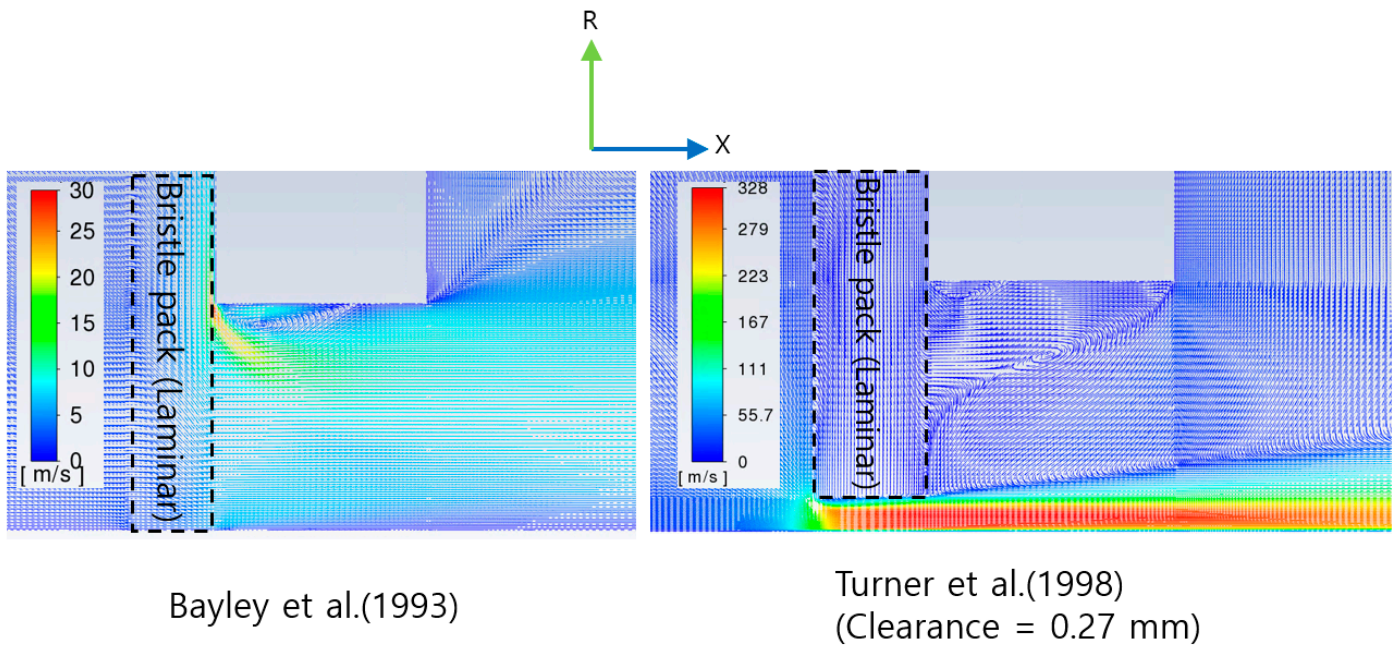 R
X
30
25
20
15
10
5
0
[ m/s ]
Bristle pack (Laminar)
328
279
223
167
111
55.7
0
[ m/s ]
Bristle pack (Laminar)
Bayley et al.(1993)
Turner et al.(1998)
(Clearance = 0.27 mm)